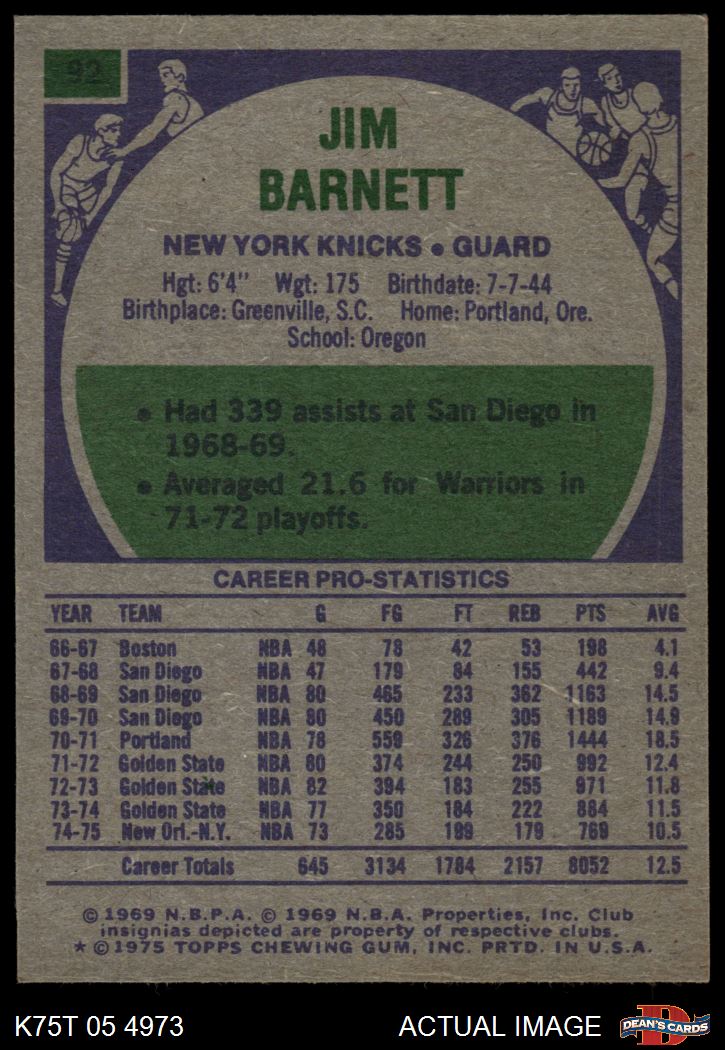 92
JIM
BARNETT
NEW YORK KNICKS • GUARD
Hgt: 6'4" Wgt: 175 Birthdate: 7-7-44
Birthplace: Greenville, S.C. Home: Portland, Ore.
School: Oregon
• Had 339 assists at San Diego in
1968-69.
• Averaged 21.6 for Warriors in
71-72 playoffs.
CAREER PRO-STATISTICS
YEAR TEAM G FG FT REB PTS AVG
66-67 Boston NBA 48 78 42 53 198 4.1
67-68 San Diego NBA 47 179 84 155 442 9.4
68-69 San Diego NBA 80 465 233 362 1163 14.5
69-70 San Diego NBA 80 450 289 305 1189 14.9
70-71 Portland NBA 78 559 326 376 1444 18.5
71-72 Golden State NBA 80 374 244 250 992 12.4
72-73 Golden State NBA 82 394 183 255 971 11.8
73-74 Golden State NBA 77 350 184 222 884 11.5
74-75 New Orl.-N.Y. NBA 73 285 199 179 769 10.5
Career Totals 645 3134 1784 2157 8052 12.5
© 1969 N.B.P.A. © 1969 N.B.A. Properties, Inc. Club
insignias depicted are property of respective clubs.
★ © 1975 TOPPS CHEWING GUM, INC. PRTD. IN U.S.A.
K75T 05 4973 ACTUAL IMAGE D DEAN'S CARDS